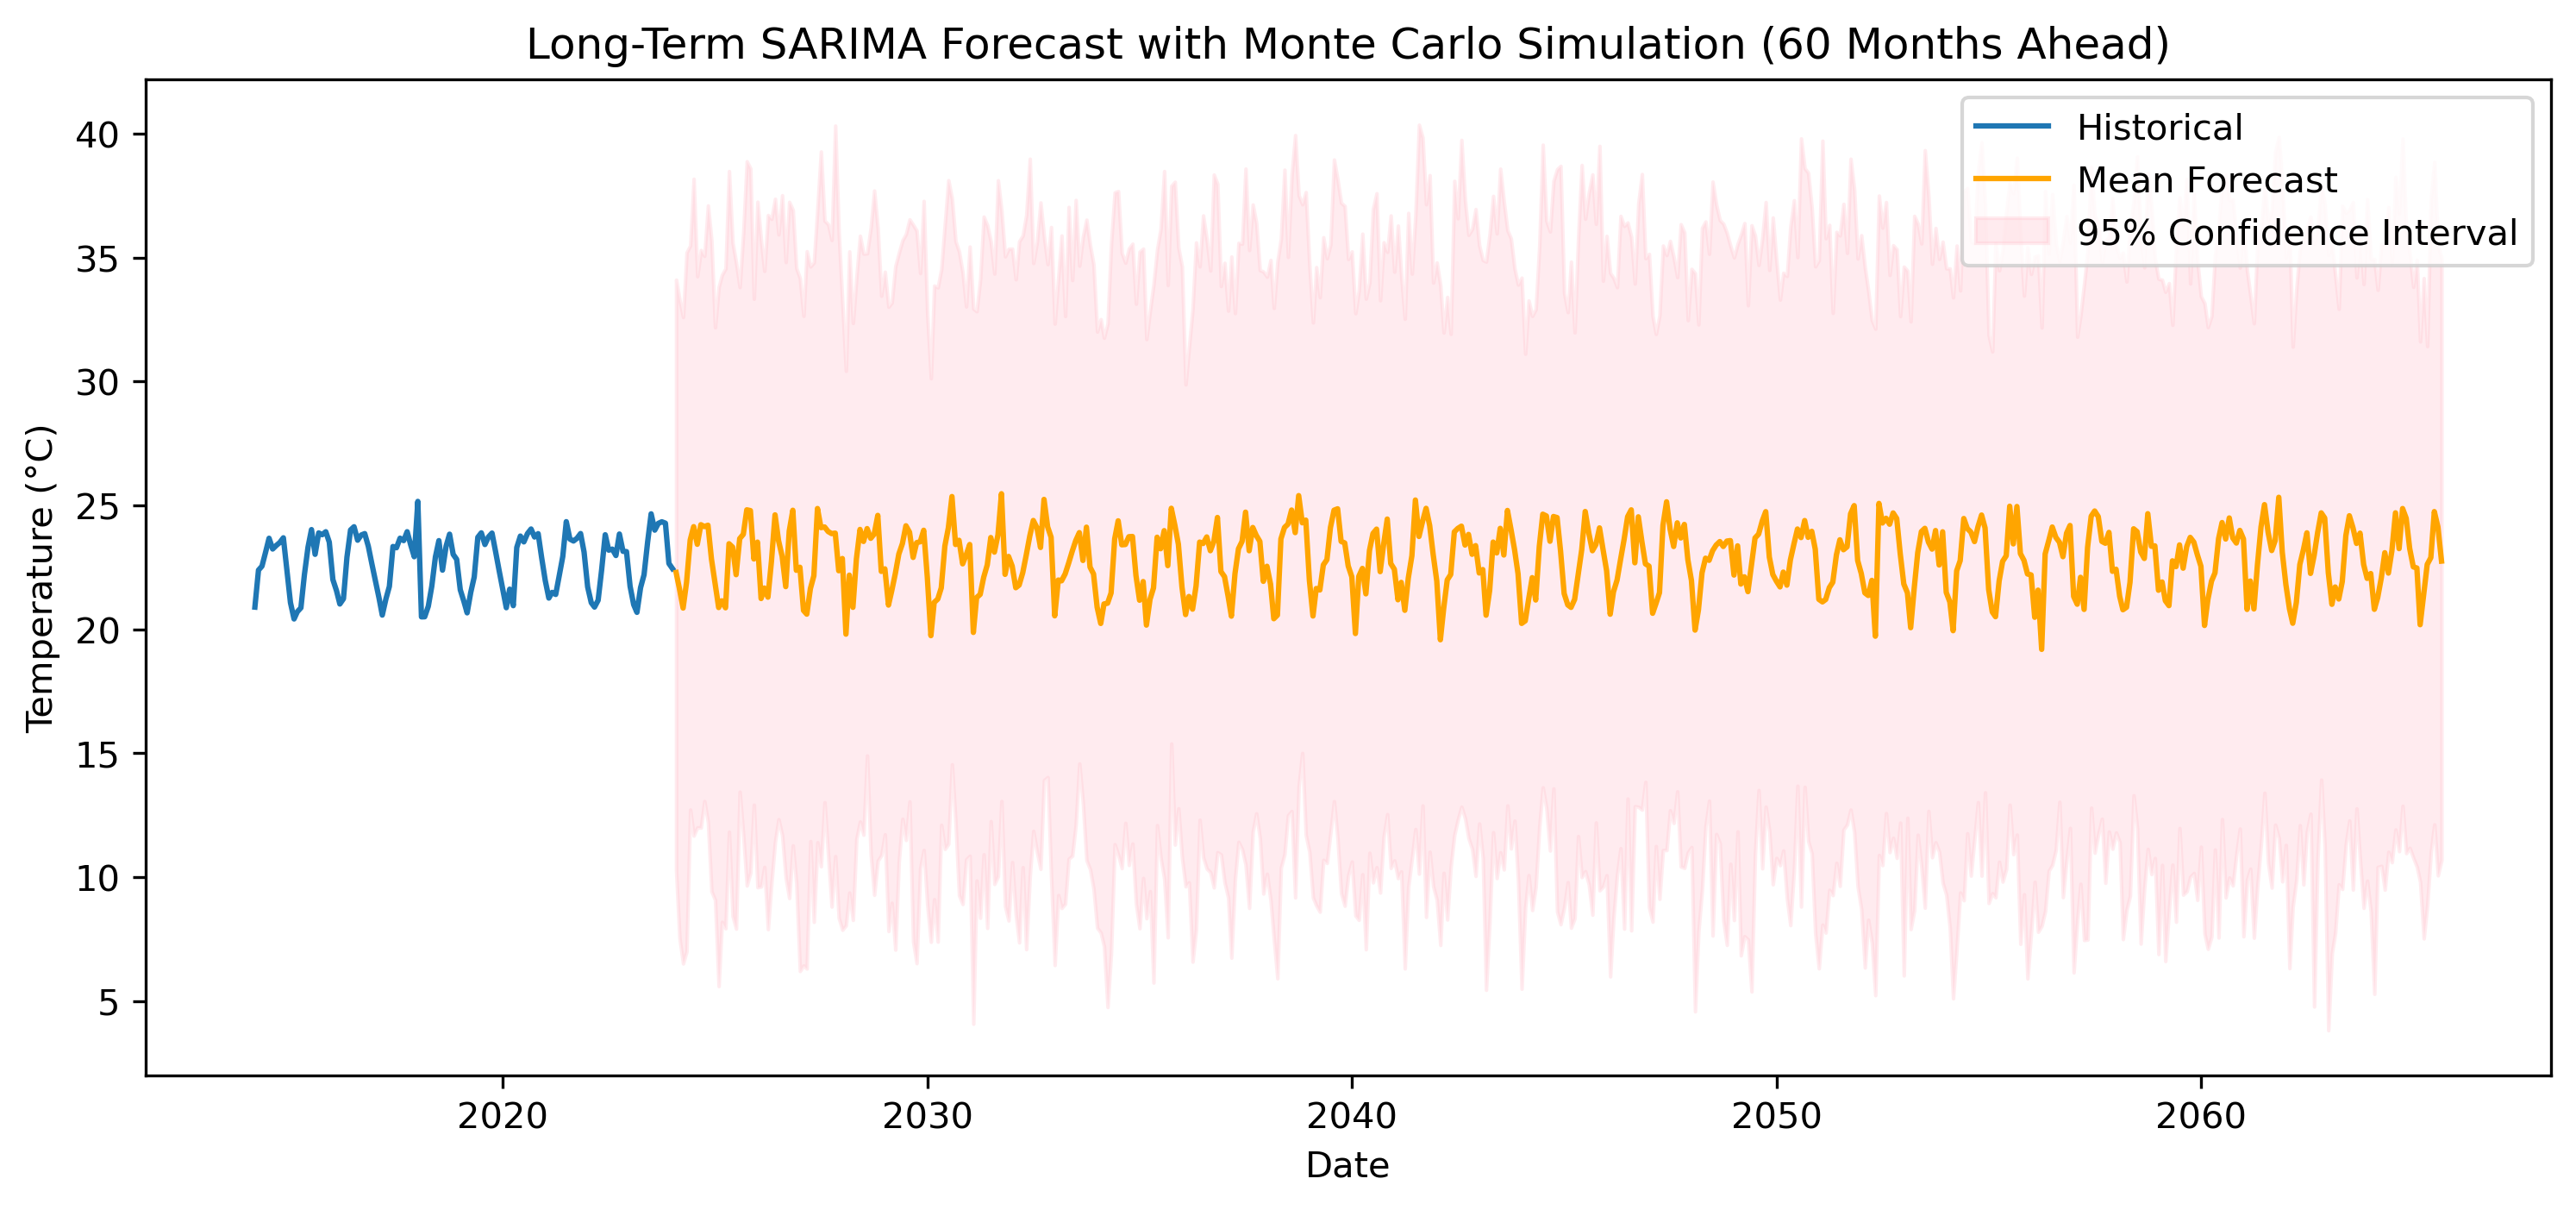 Long-Term SARIMA Forecast with Monte Carlo Simulation (60 Months Ahead)
Historical
Mean Forecast
95% Confidence Interval
Temperature (°C)
40
35
30
25
20
15
10
5
2020 2030 2040 2050 2060
Date